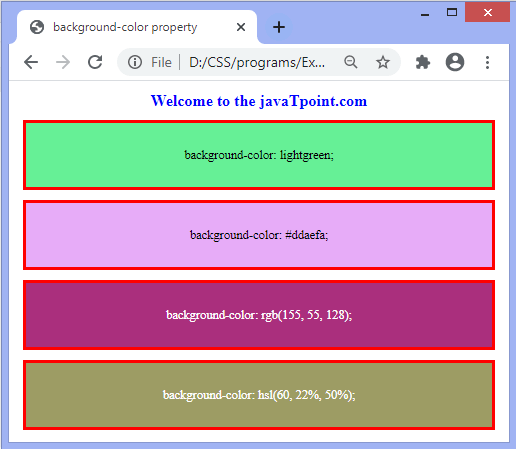 background-color property
File | D:/CSS/programs/Ex...
Welcome to the javaTpoint.com
background-color: lightgreen;
background-color: #ddaefa;
background-color: rgb(155, 55, 128);
background-color: hsl(60, 22%, 50%);